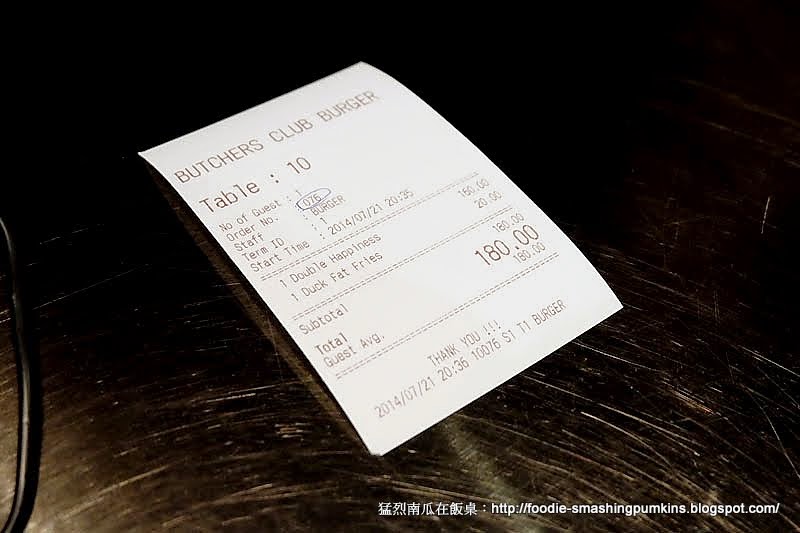 BUTCHERS CLUB BURGER
Table : 10
No of Guest : 1
Order No. : 076
Staff : BURGER
Term ID : 1
Start Time : 2014/07/21 20:35
1 Double Happiness 160.00
1 Duck Fat Fries 20.00
Subtotal 180.00
Total 180.00
Guest Avg. 180.00
THANK YOU !!!
2014/07/21 20:36 10076 S1 T1 BURGER
猛烈南瓜在飯桌：http://foodie-smashingpumkins.blogspot.com/